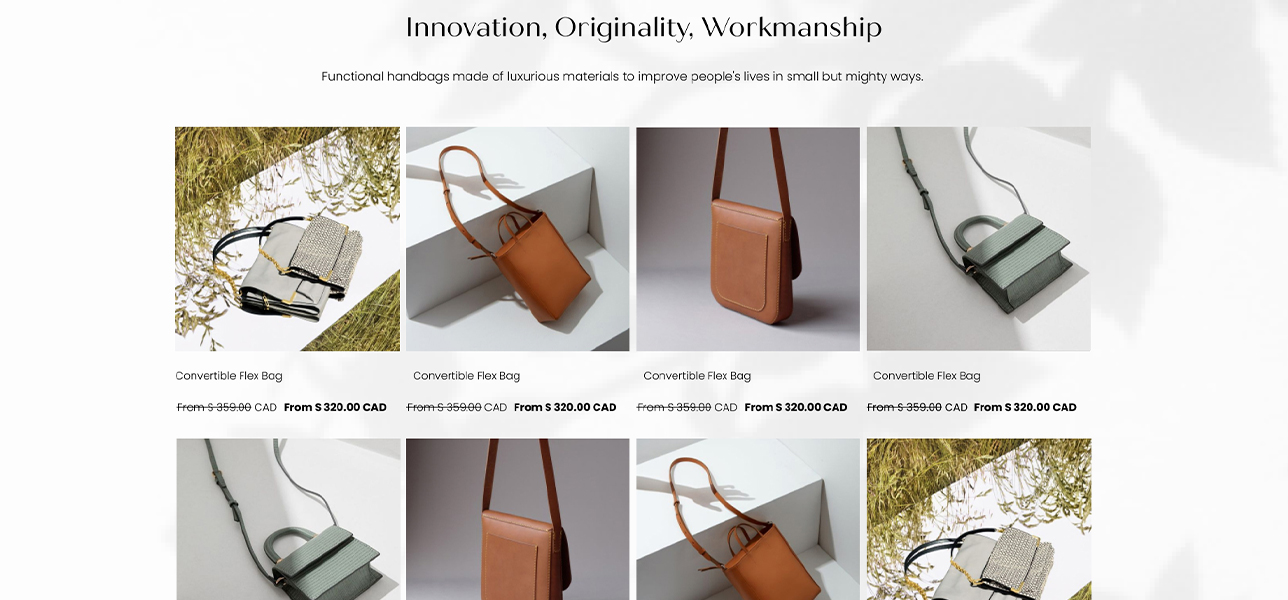 Innovation, Originality, Workmanship
Functional handbags made of luxurious materials to improve people's lives in small but mighty ways.
Convertible Flex Bag
Convertible Flex Bag
Convertible Flex Bag
Convertible Flex Bag
From $ 359.00 CAD From $ 320.00 CAD
From $ 359.00 CAD From $ 320.00 CAD
From $ 359.00 CAD From $ 320.00 CAD
From $ 359.00 CAD From $ 320.00 CAD